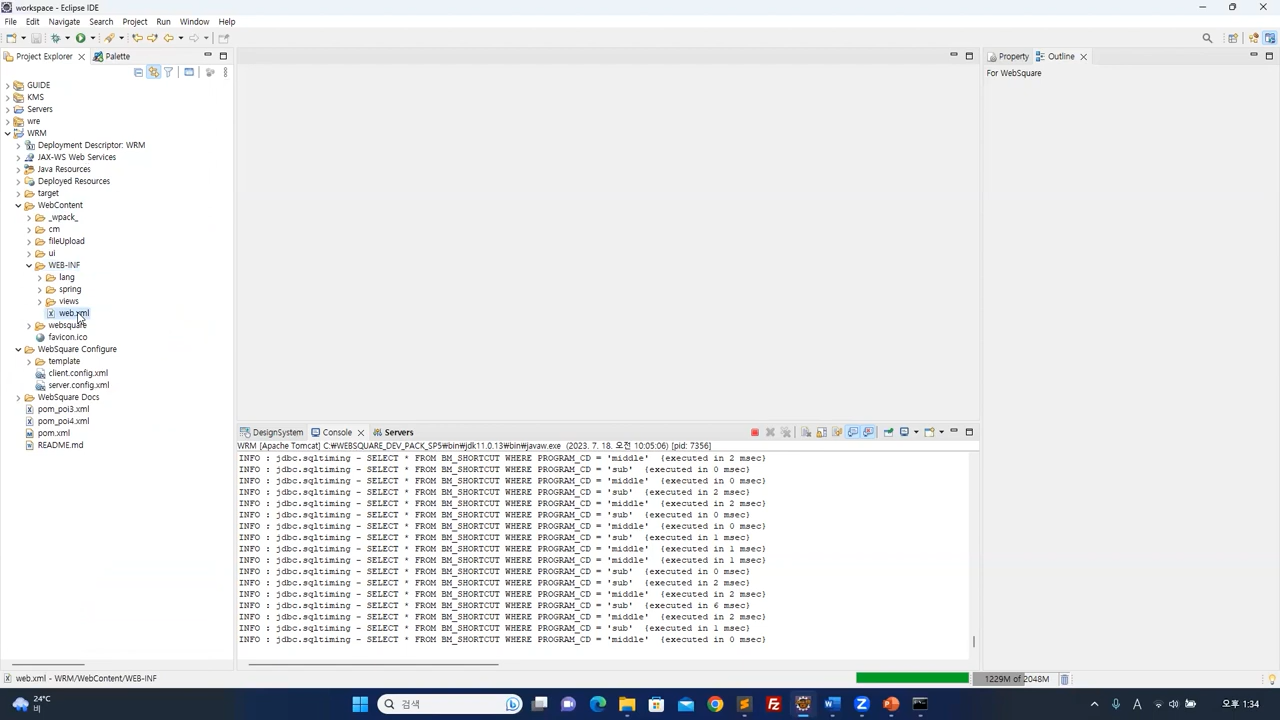 workspace - Eclipse IDE
File Edit Navigate Search Project Run Window Help
Project Explorer
Palette
GUIDE
KMS
Servers
wre
WRM
Deployment Descriptor: WRM
JAX-WS Web Services
Java Resources
Deployed Resources
target
WebContent
_wpack_
cm
fileUpload
ui
WEB-INF
lang
spring
views
web.xml
websquare
favicon.ico
WebSquare Configure
template
client.config.xml
server.config.xml
WebSquare Docs
pom_poi3.xml
pom_poi4.xml
pom.xml
README.md
Property
Outline
For WebSquare
DesignSystem
Console
Servers
WRM [Apache Tomcat] C:₩WEBSQUARE_DEV_PACK_SP5₩bin₩jdk11.0.13₩bin₩javaw.exe (2023. 7. 18. 오전 10:05:06) [pid: 7356]
INFO : jdbc.sqltiming - SELECT * FROM BM_SHORTCUT WHERE PROGRAM_CD = 'middle' {executed in 2 msec}
INFO : jdbc.sqltiming - SELECT * FROM BM_SHORTCUT WHERE PROGRAM_CD = 'sub' {executed in 0 msec}
INFO : jdbc.sqltiming - SELECT * FROM BM_SHORTCUT WHERE PROGRAM_CD = 'middle' {executed in 0 msec}
INFO : jdbc.sqltiming - SELECT * FROM BM_SHORTCUT WHERE PROGRAM_CD = 'sub' {executed in 2 msec}
INFO : jdbc.sqltiming - SELECT * FROM BM_SHORTCUT WHERE PROGRAM_CD = 'middle' {executed in 2 msec}
INFO : jdbc.sqltiming - SELECT * FROM BM_SHORTCUT WHERE PROGRAM_CD = 'sub' {executed in 0 msec}
INFO : jdbc.sqltiming - SELECT * FROM BM_SHORTCUT WHERE PROGRAM_CD = 'middle' {executed in 0 msec}
INFO : jdbc.sqltiming - SELECT * FROM BM_SHORTCUT WHERE PROGRAM_CD = 'sub' {executed in 1 msec}
INFO : jdbc.sqltiming - SELECT * FROM BM_SHORTCUT WHERE PROGRAM_CD = 'middle' {executed in 1 msec}
INFO : jdbc.sqltiming - SELECT * FROM BM_SHORTCUT WHERE PROGRAM_CD = 'middle' {executed in 1 msec}
INFO : jdbc.sqltiming - SELECT * FROM BM_SHORTCUT WHERE PROGRAM_CD = 'sub' {executed in 0 msec}
INFO : jdbc.sqltiming - SELECT * FROM BM_SHORTCUT WHERE PROGRAM_CD = 'sub' {executed in 2 msec}
INFO : jdbc.sqltiming - SELECT * FROM BM_SHORTCUT WHERE PROGRAM_CD = 'middle' {executed in 2 msec}
INFO : jdbc.sqltiming - SELECT * FROM BM_SHORTCUT WHERE PROGRAM_CD = 'sub' {executed in 6 msec}
INFO : jdbc.sqltiming - SELECT * FROM BM_SHORTCUT WHERE PROGRAM_CD = 'middle' {executed in 2 msec}
INFO : jdbc.sqltiming - SELECT * FROM BM_SHORTCUT WHERE PROGRAM_CD = 'sub' {executed in 1 msec}
INFO : jdbc.sqltiming - SELECT * FROM BM_SHORTCUT WHERE PROGRAM_CD = 'middle' {executed in 0 msec}
web.xml - WRM/WebContent/WEB-INF
1229M of 2048M
24°C
비
검색
오후 1:34